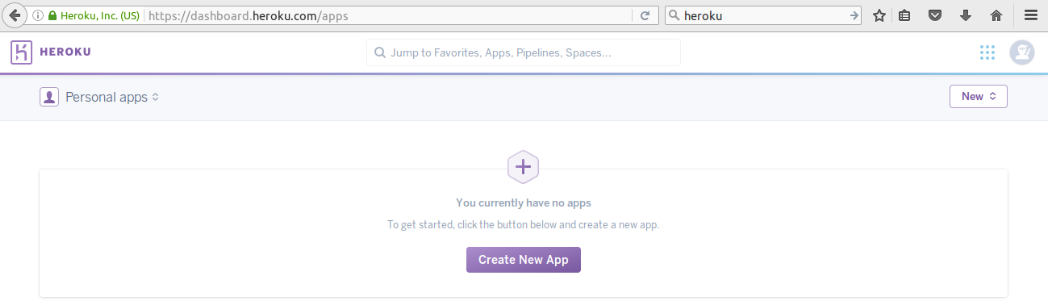 Heroku, Inc. (US) https://dashboard.heroku.com/apps heroku
HEROKU Jump to Favorites, Apps, Pipelines, Spaces...
Personal apps New
You currently have no apps
To get started, click the button below and create a new app.
Create New App